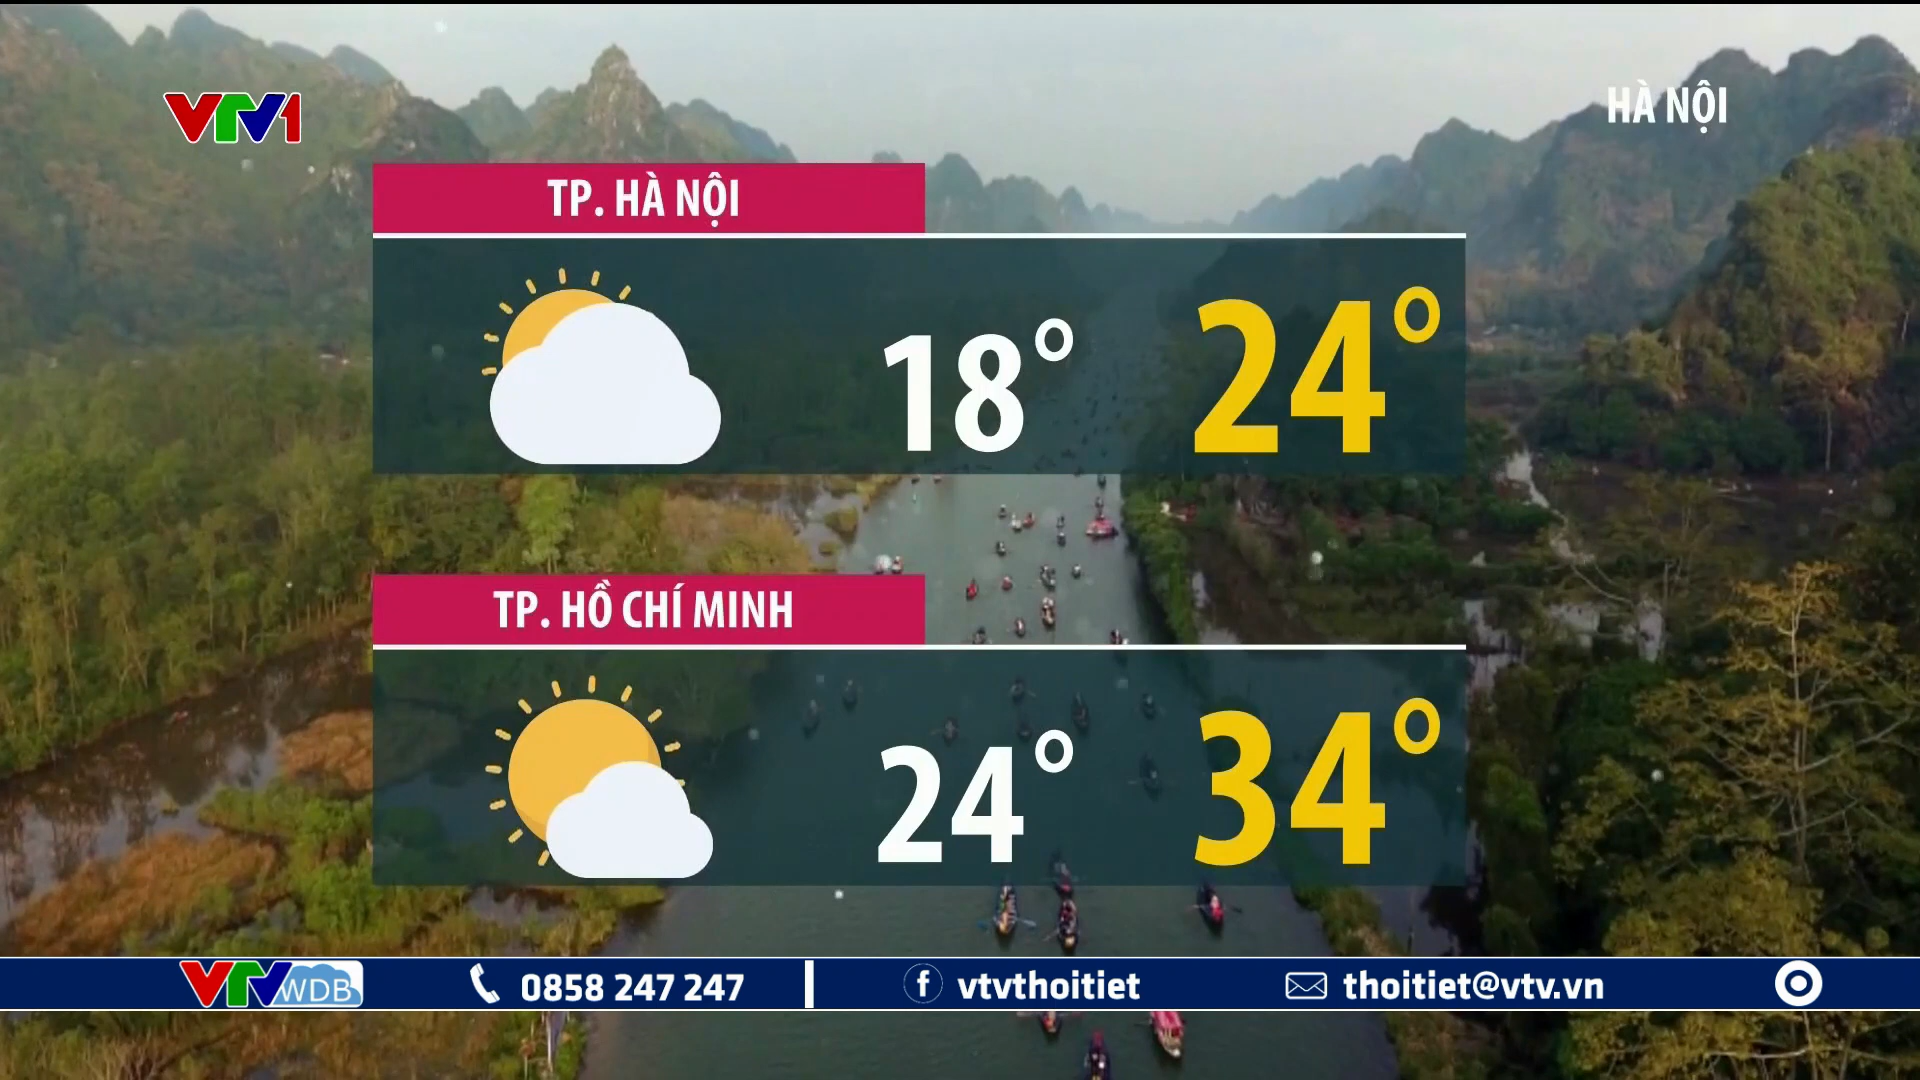 VTV1
HÀ NỘI
TP. HÀ NỘI
18° 24°
TP. HỒ CHÍ MINH
24° 34°
VTV WDB 0858 247 247 vtvthoitiet thoitiet@vtv.vn